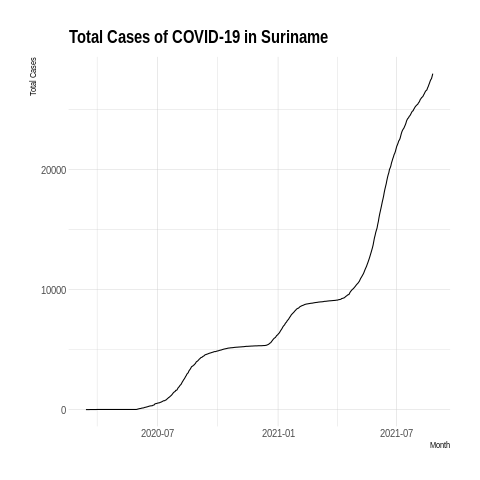 Total Cases of COVID-19 in Suriname
Total Cases
20000
10000
0
2020-07
2021-01
2021-07
Month